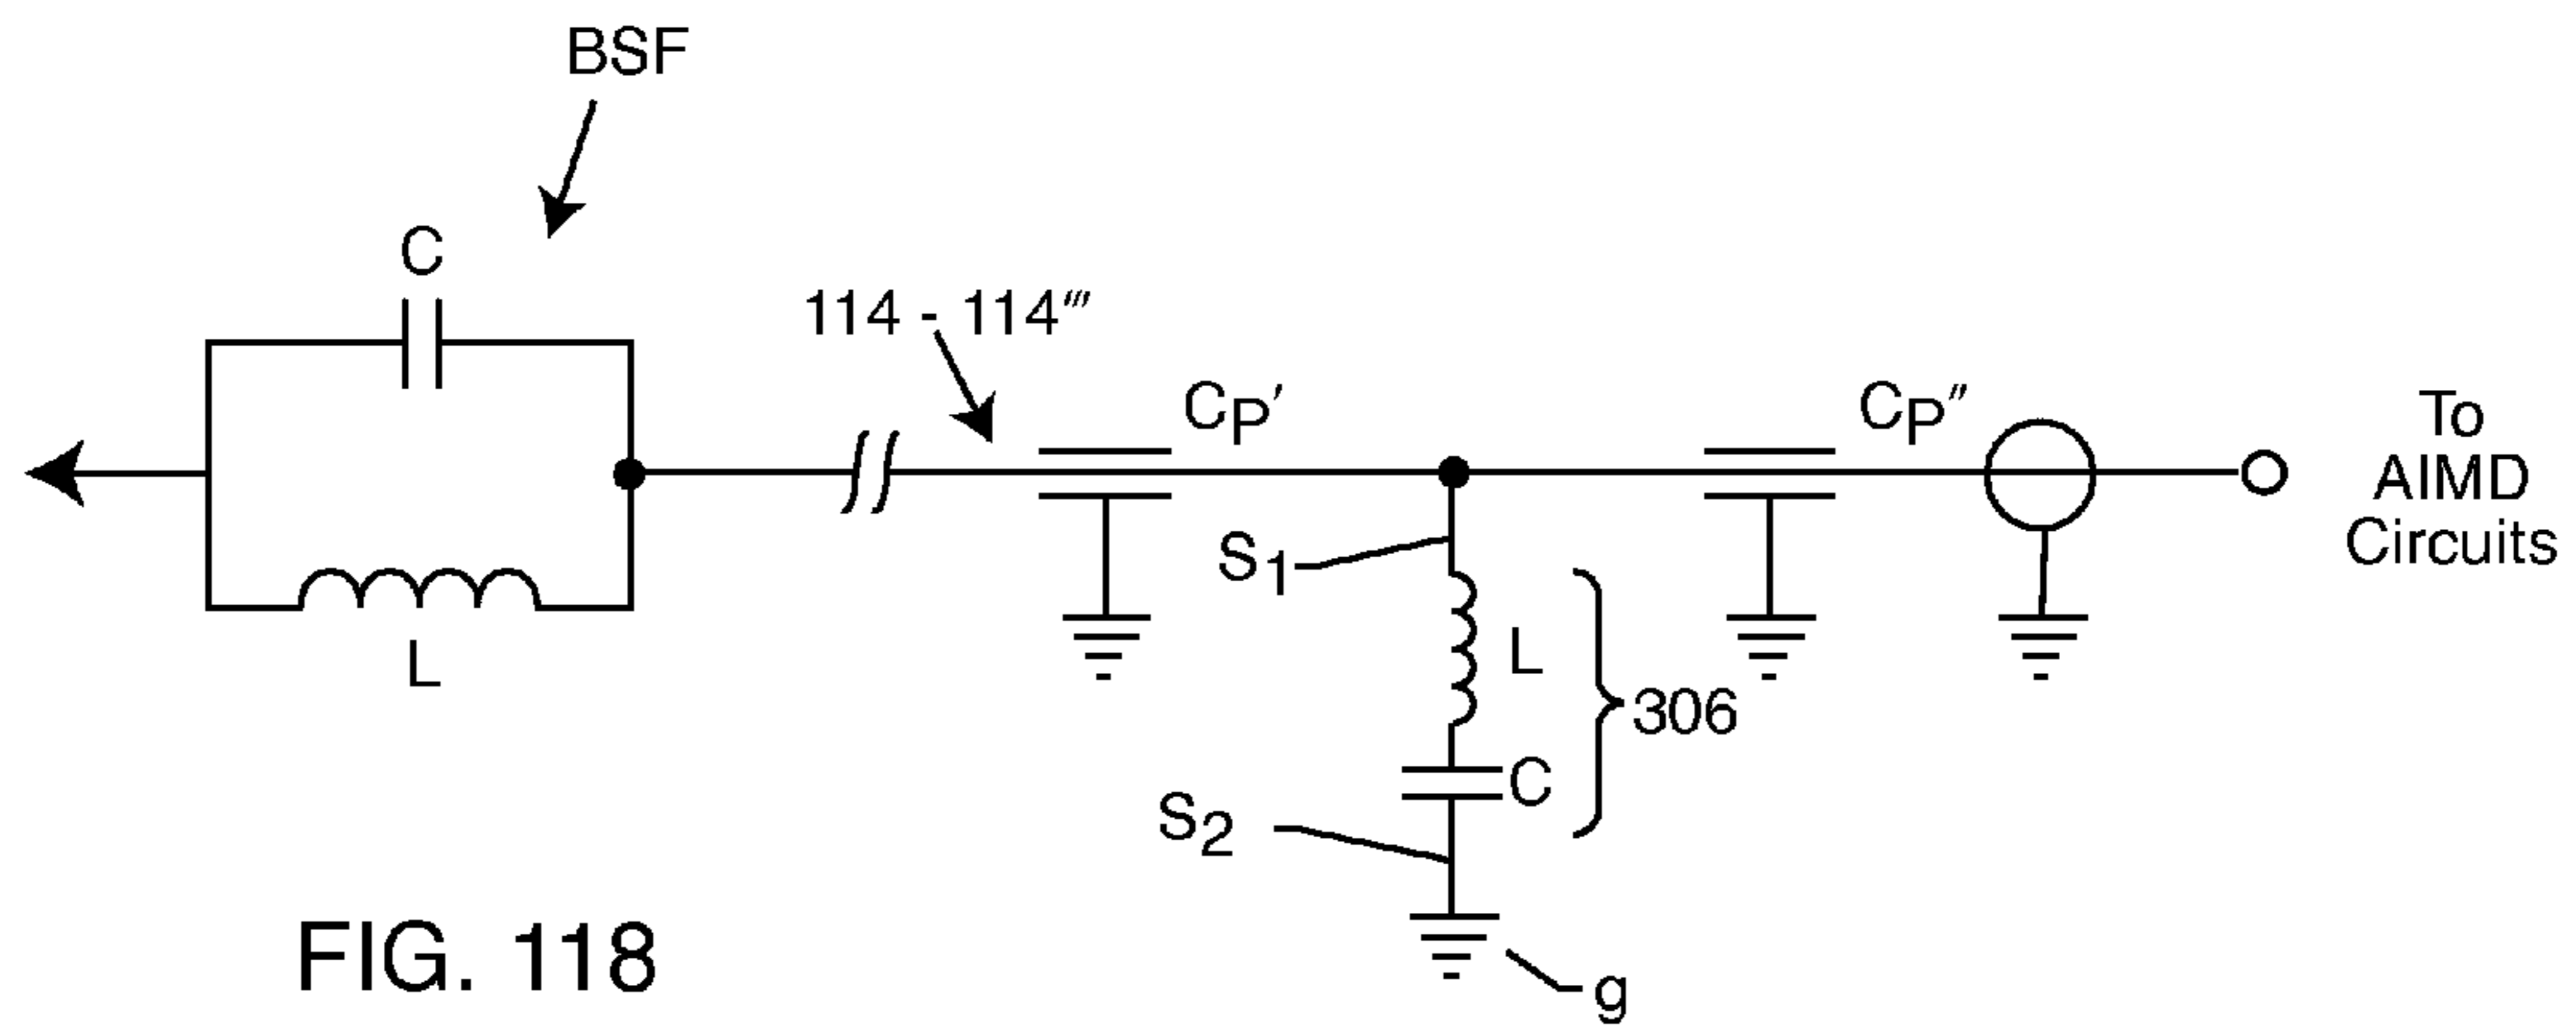 BSF
C
114 - 114‴
CP′
CP″
To
AIMD
Circuits
S1
L
L
306
C
S2
FIG. 118
g